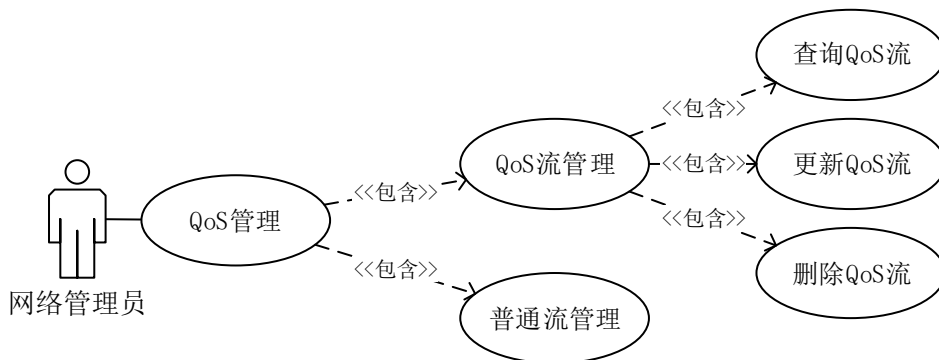 查询QoS流
<<包含>>
QoS流管理
<<包含>>
更新QoS流
<<包含>>
QoS管理
<<包含>>
删除QoS流
<<包含>>
网络管理员
普通流管理